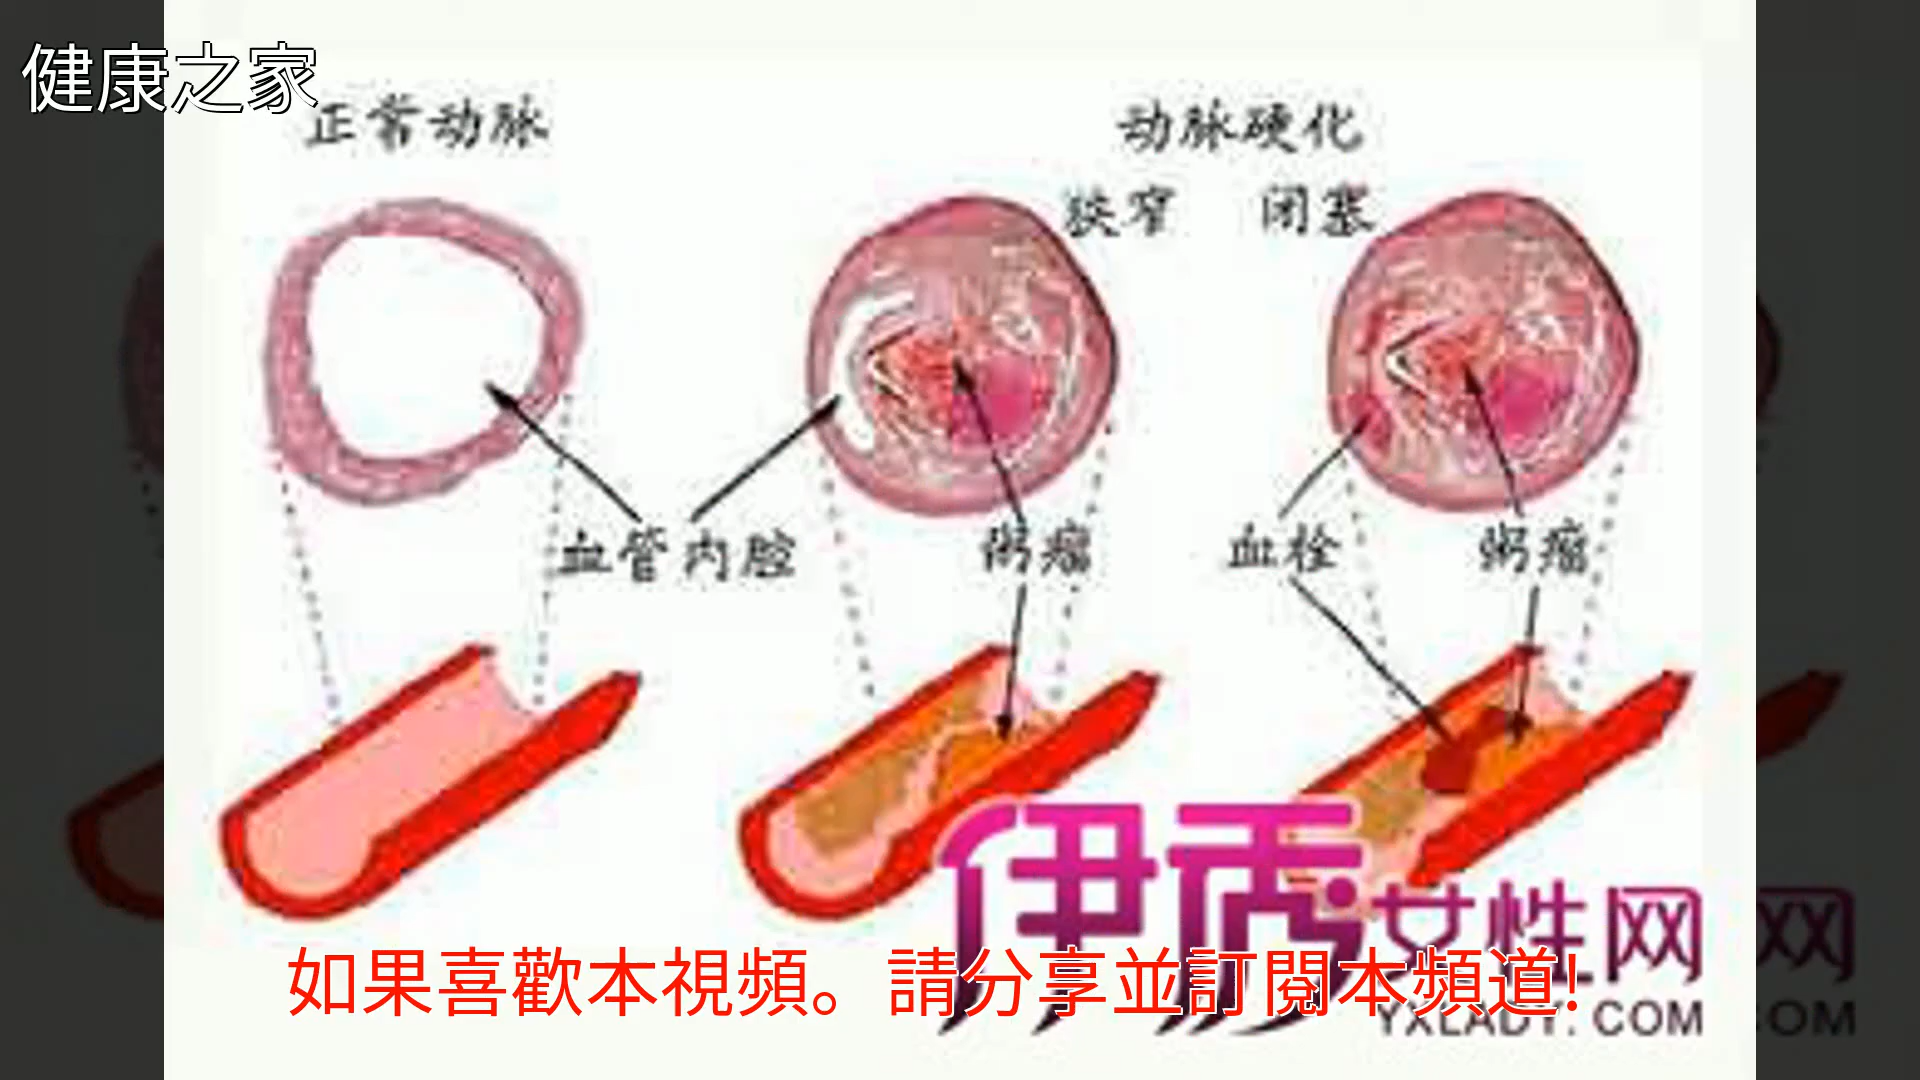 健康之家
正常动脉
动脉硬化
狭窄 闭塞
血管内腔 粥瘤 血栓 粥瘤
伊秀女性网
如果喜歡本視頻。請分享並訂閱本頻道!
YXLADY.COM